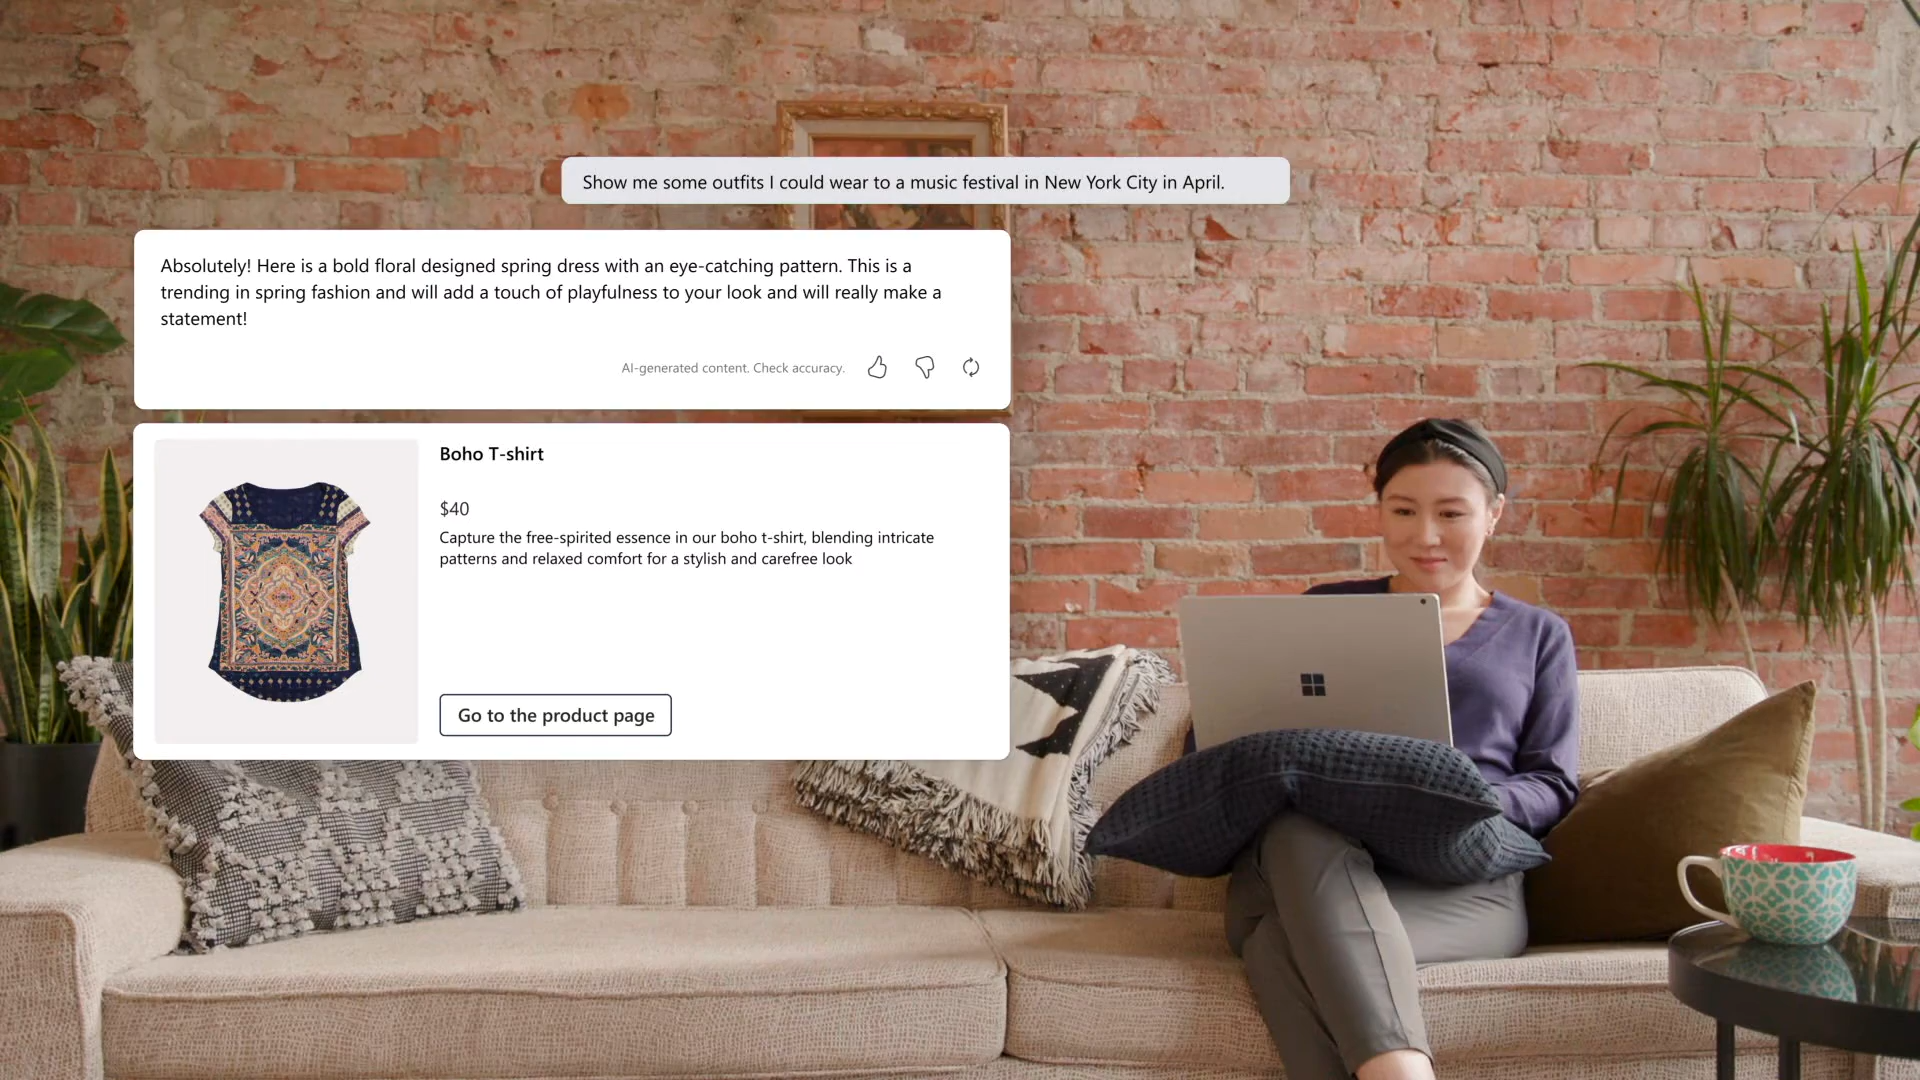 Show me some outfits I could wear to a music festival in New York City in April.
Absolutely! Here is a bold floral designed spring dress with an eye-catching pattern. This is a
trending in spring fashion and will add a touch of playfulness to your look and will really make a
statement!
AI-generated content. Check accuracy.
Boho T-shirt
$40
Capture the free-spirited essence in our boho t-shirt, blending intricate
patterns and relaxed comfort for a stylish and carefree look
Go to the product page